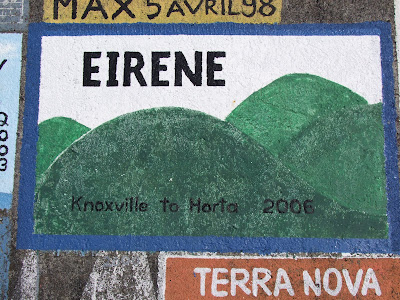 MAX 5 AVRIL 98
EIRENE
Knoxville to Horta 2006
TERRA NOVA